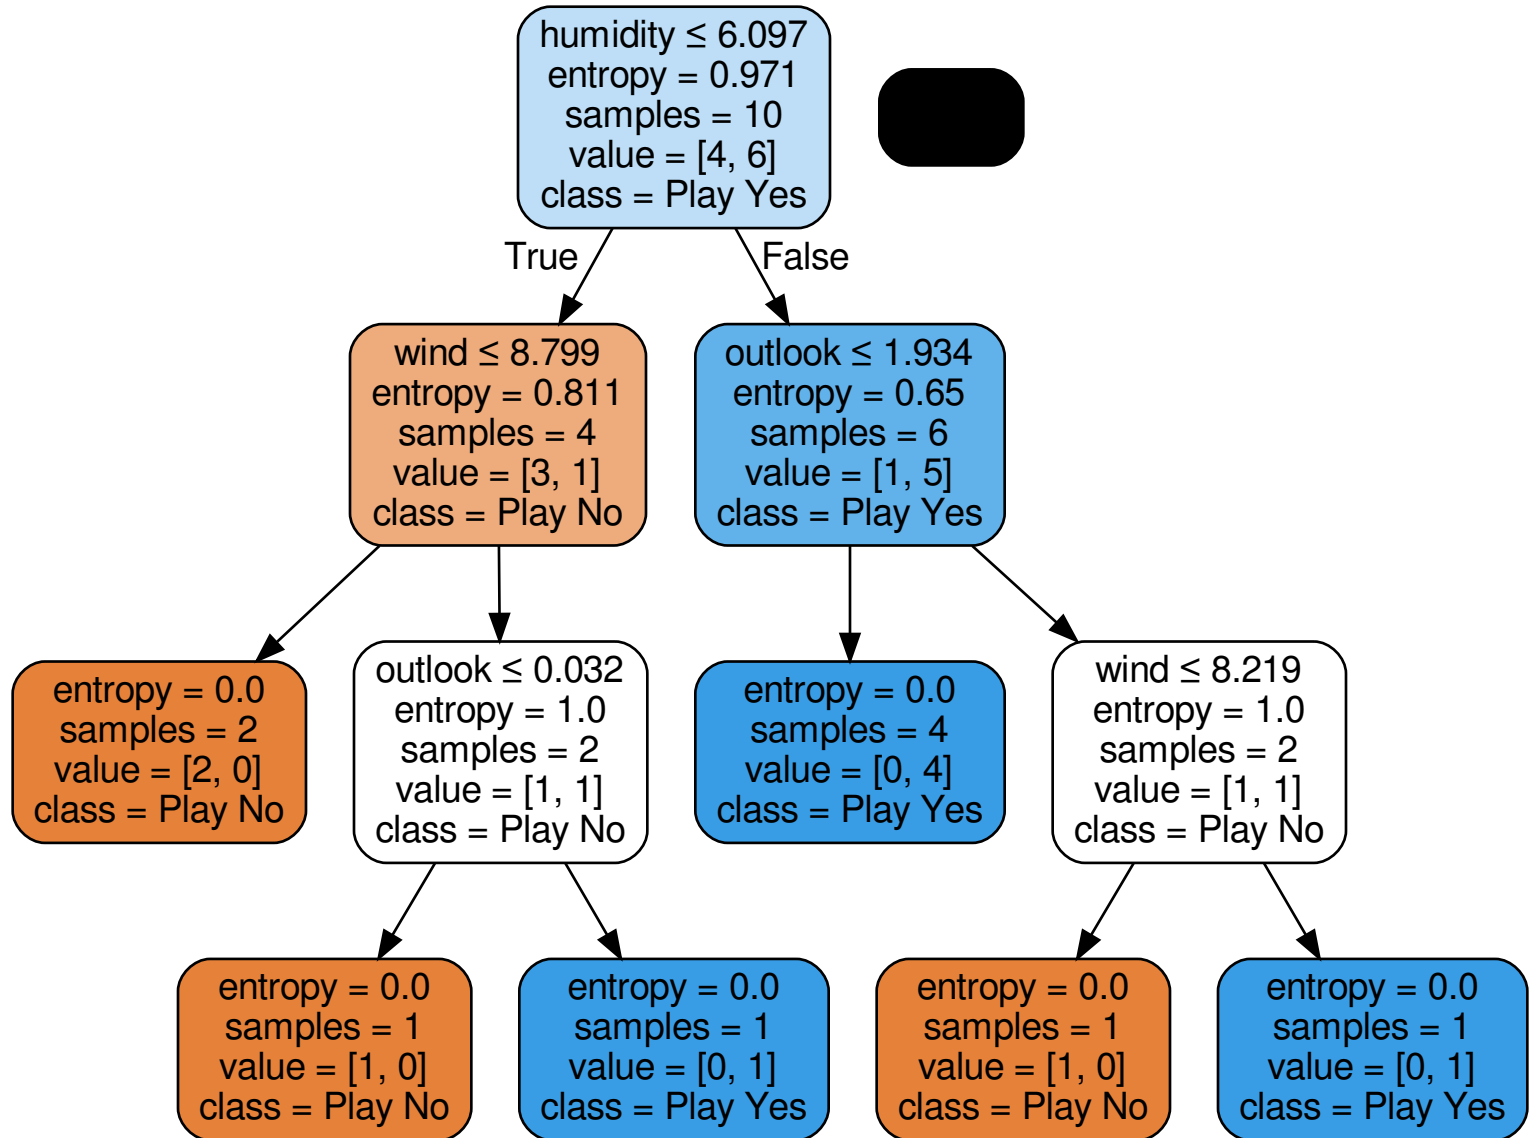 humidity ≤ 6.097
entropy = 0.971
samples = 10
value = [4, 6]
class = Play Yes
True
False
wind ≤ 8.799
entropy = 0.811
samples = 4
value = [3, 1]
class = Play No
outlook ≤ 1.934
entropy = 0.65
samples = 6
value = [1, 5]
class = Play Yes
entropy = 0.0
samples = 2
value = [2, 0]
class = Play No
outlook ≤ 0.032
entropy = 1.0
samples = 2
value = [1, 1]
class = Play No
entropy = 0.0
samples = 4
value = [0, 4]
class = Play Yes
wind ≤ 8.219
entropy = 1.0
samples = 2
value = [1, 1]
class = Play No
entropy = 0.0
samples = 1
value = [1, 0]
class = Play No
entropy = 0.0
samples = 1
value = [0, 1]
class = Play Yes
entropy = 0.0
samples = 1
value = [1, 0]
class = Play No
entropy = 0.0
samples = 1
value = [0, 1]
class = Play Yes